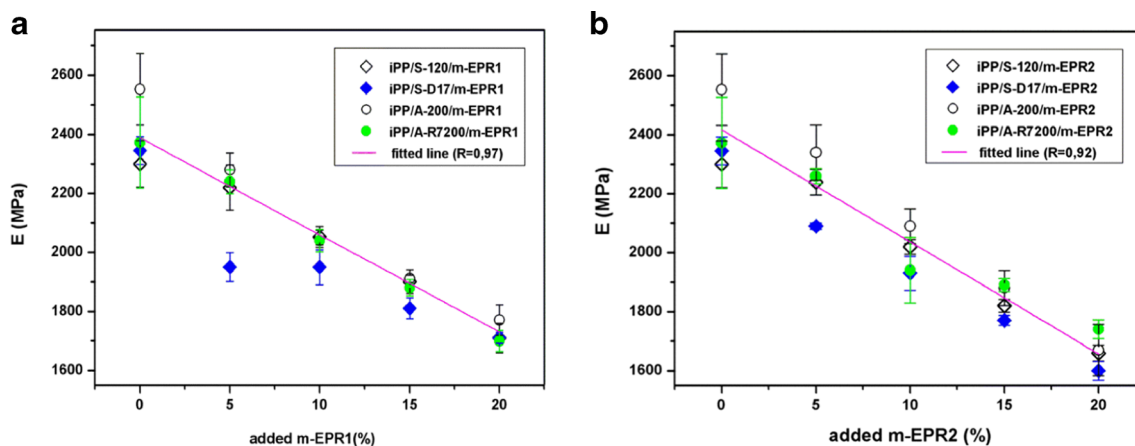 a
E (MPa)
2600
2400
2200
2000
1800
1600
0 5 10 15 20
added m-EPR1(%)
iPP/S-120/m-EPR1
iPP/S-D17/m-EPR1
iPP/A-200/m-EPR1
iPP/A-R7200/m-EPR1
fitted line (R=0,97)
b
E (MPa)
2600
2400
2200
2000
1800
1600
0 5 10 15 20
added m-EPR2 (%)
iPP/S-120/m-EPR2
iPP/S-D17/m-EPR2
iPP/A-200/m-EPR2
iPP/A-R7200/m-EPR2
fitted line (R=0,92)